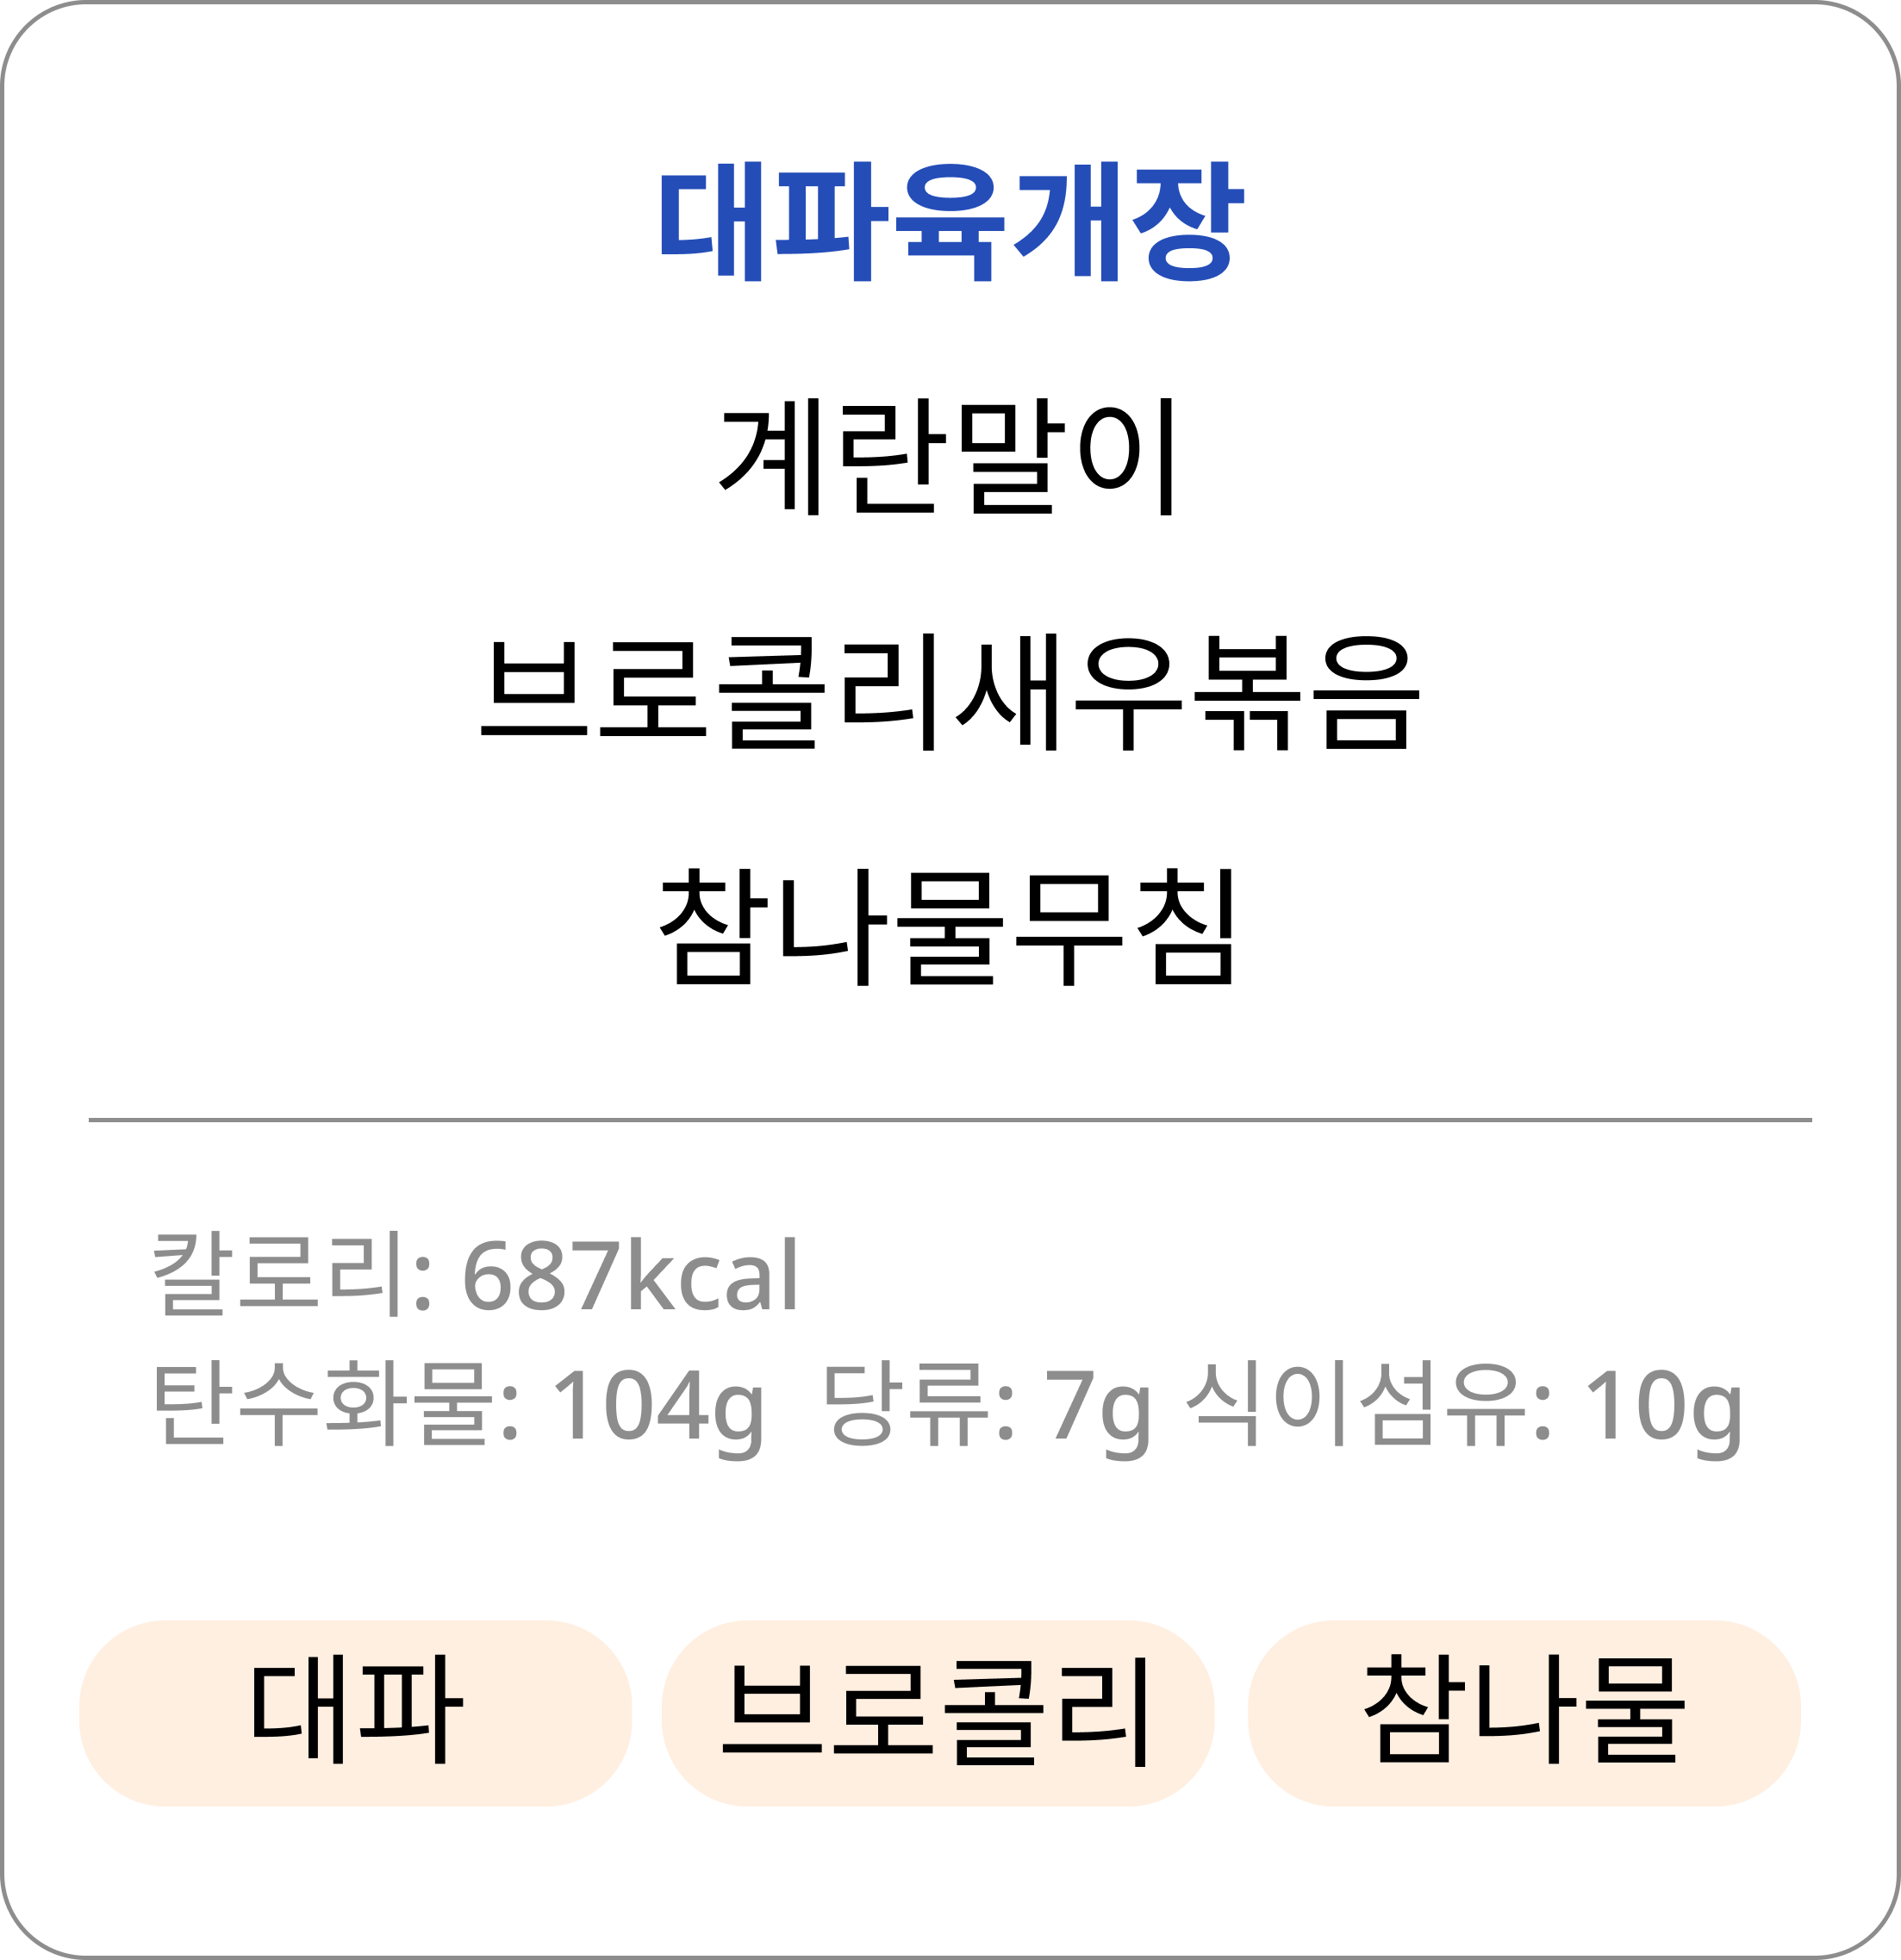 대파육개장
계란말이
브로콜리새우볶음
참나물무침
칼로리: 687kcal
탄수화물: 104g 당류: 7g 식이섬유: 10g
대파 브로콜리 참나물